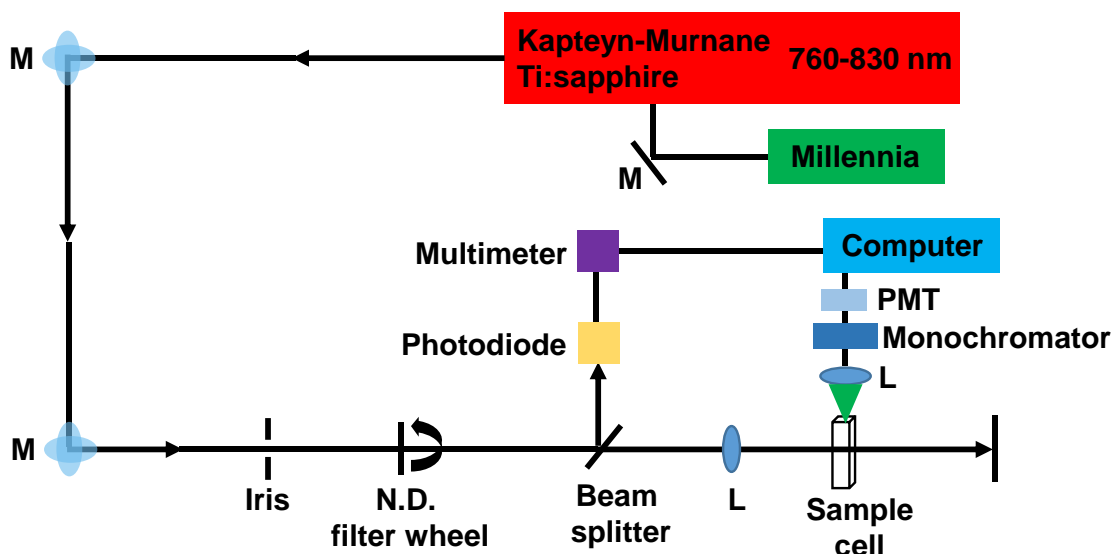 Kapteyn-Murnane 760-830 nm
Ti:sapphire
M
Millennia
M
Multimeter
Computer
PMT
Photodiode
Monochromator
L
M
Iris
N.D.
filter wheel
Beam
splitter
L
Sample
cell